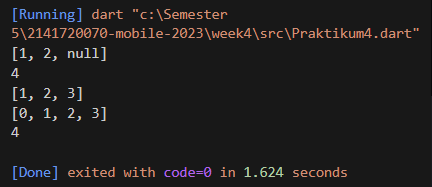 [Running] dart "c:\Semester
5\2141720070-mobile-2023\week4\src\Praktikum4.dart"
[1, 2, null]
4
[1, 2, 3]
[0, 1, 2, 3]
4
[Done] exited with code=0 in 1.624 seconds